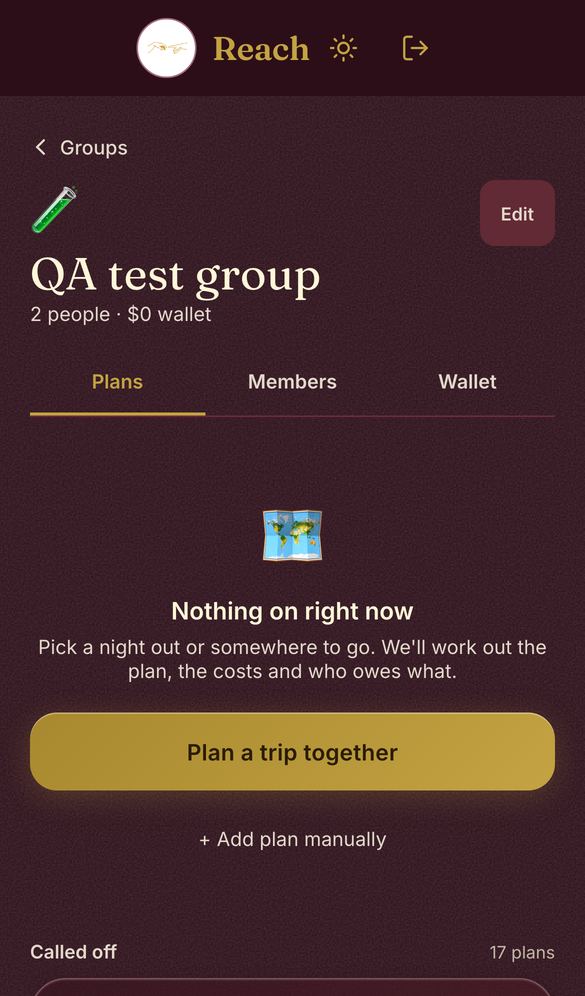 Reach
Groups
Edit
QA test group
2 people · $0 wallet
Plans
Members
Wallet
Nothing on right now
Pick a night out or somewhere to go. We'll work out the
plan, the costs and who owes what.
Plan a trip together
+ Add plan manually
Called off
17 plans